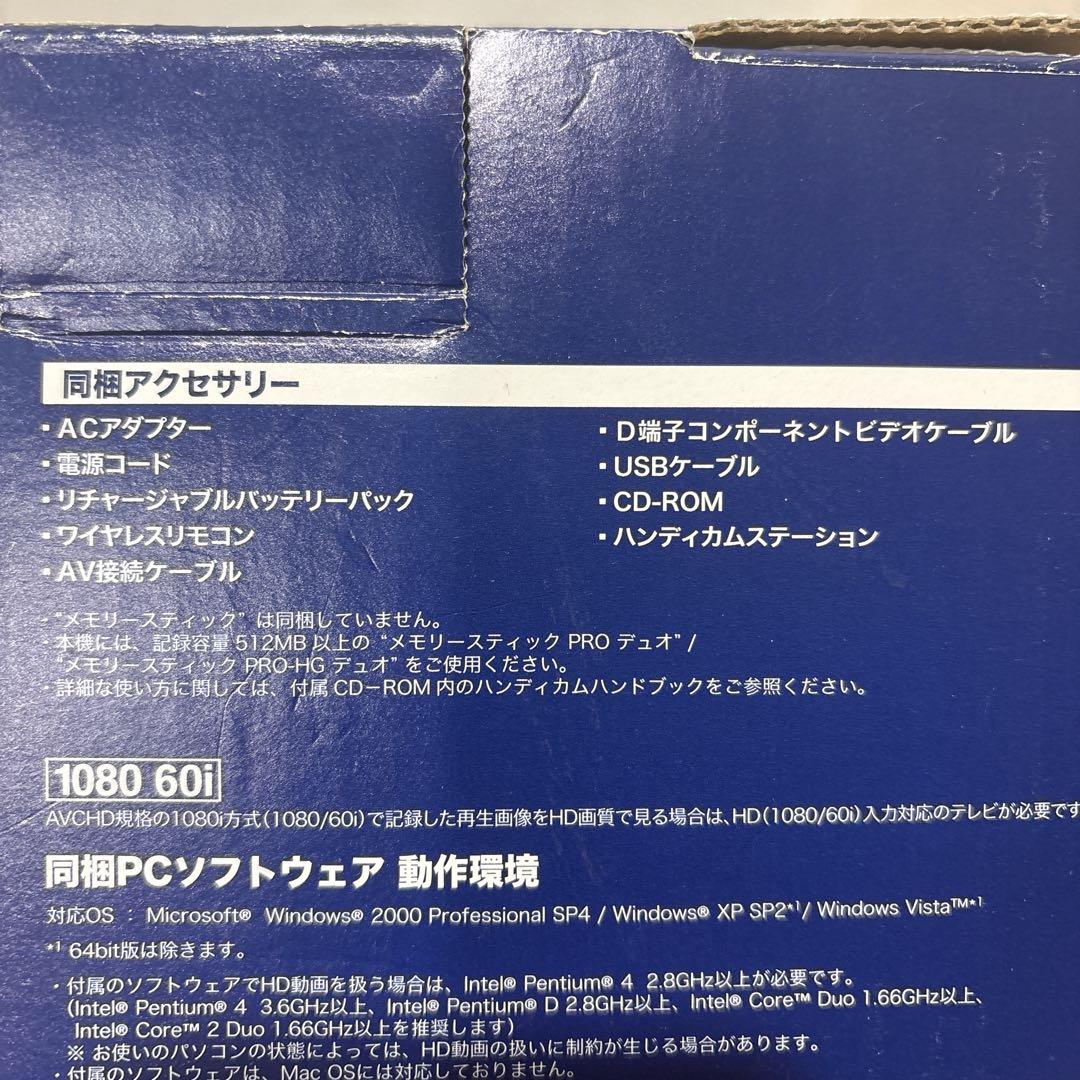 同梱アクセサリー
▪ ACアダプター
▪ 電源コード
▪ リチャージャブルバッテリーパック
▪ ワイヤレスリモコン
▪ AV接続ケーブル
▪ D端子コンポーネントビデオケーブル
▪ USBケーブル
▪ CD-ROM
▪ ハンディカムステーション
・“メモリースティック”は同梱していません。
・本機には、記録容量 512MB 以上の “メモリースティック PRO デュオ” /
“メモリースティック PRO-HG デュオ” をご使用ください。
・詳細な使い方に関しては、付属 CD−ROM 内のハンディカムハンドブックをご参照ください。
1080 60i
AVCHD規格の1080i方式（1080/60i）で記録した再生画像をHD画質で見る場合は、HD（1080/60i）入力対応のテレビが必要です
同梱PCソフトウェア 動作環境
対応OS ： Microsoft® Windows® 2000 Professional SP4 / Windows® XP SP2*1/ Windows Vista™*1
*1 64bit版は除きます。
・付属のソフトウェアでHD動画を扱う場合は、Intel® Pentium® 4 2.8GHz以上が必要です。
（Intel® Pentium® 4 3.6GHz以上、Intel® Pentium® D 2.8GHz以上、Intel® Core™ Duo 1.66GHz以上、
Intel® Core™ 2 Duo 1.66GHz以上を推奨します）
※ お使いのパソコンの状態によっては、HD動画の扱いに制約が生じる場合があります。
・付属のソフトウェアは、Mac OSには対応しておりません。